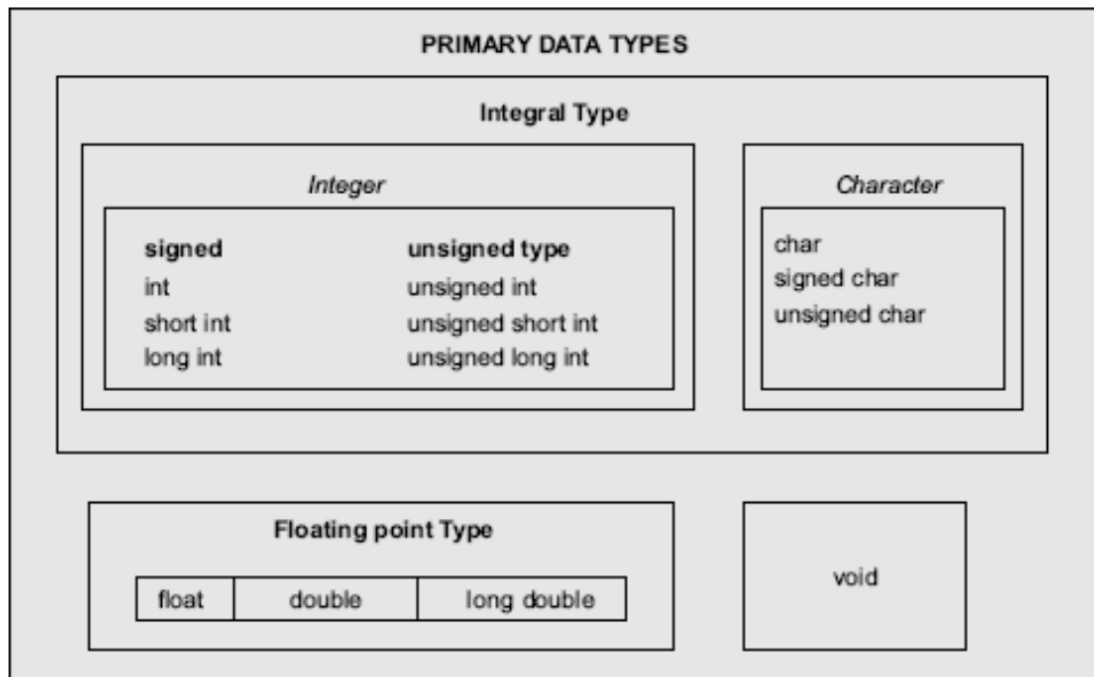 PRIMARY DATA TYPES
Integral Type
Integer
signed unsigned type
int unsigned int
short int unsigned short int
long int unsigned long int
Character
char
signed char
unsigned char
Floating point Type
float double long double
void